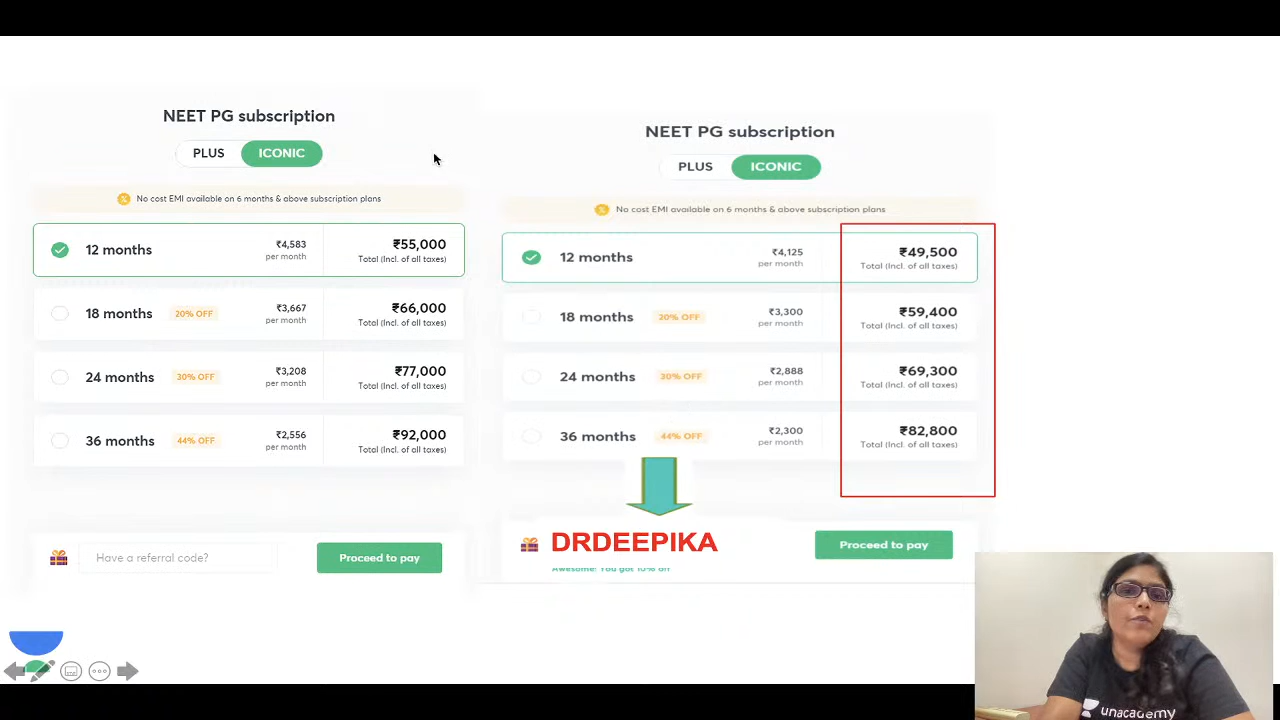 NEET PG subscription
PLUS ICONIC
No cost EMI available on 6 months & above subscription plans
12 months ₹4,583 per month ₹55,000 Total (Incl. of all taxes)
18 months 20% OFF ₹3,667 per month ₹66,000 Total (Incl. of all taxes)
24 months 30% OFF ₹3,208 per month ₹77,000 Total (Incl. of all taxes)
36 months 44% OFF ₹2,556 per month ₹92,000 Total (Incl. of all taxes)
Have a referral code? Proceed to pay
NEET PG subscription
PLUS ICONIC
No cost EMI available on 6 months & above subscription plans
12 months ₹4,125 per month ₹49,500 Total (Incl. of all taxes)
18 months 20% OFF ₹3,300 per month ₹59,400 Total (Incl. of all taxes)
24 months 30% OFF ₹2,888 per month ₹69,300 Total (Incl. of all taxes)
36 months 44% OFF ₹2,300 per month ₹82,800 Total (Incl. of all taxes)
DRDEEPIKA Proceed to pay
Awesome! You got 10% off
unacademy